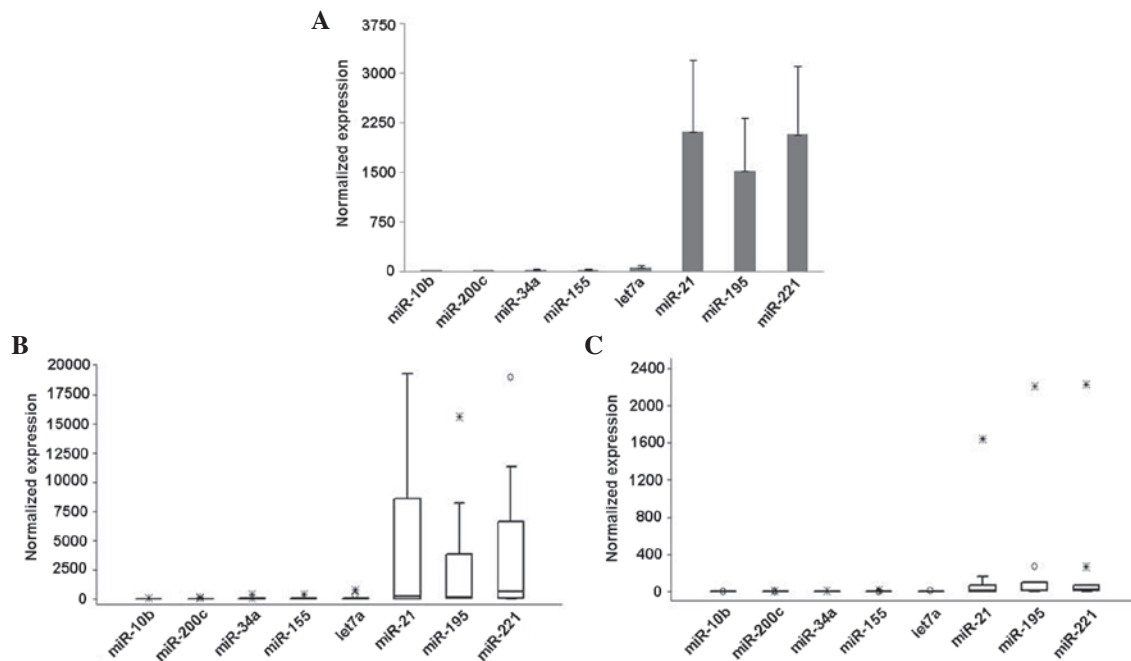 A
Normalized expression
3750
3000
2250
1500
750
0
miR-10b
miR-200c
miR-34a
miR-155
let7a
miR-21
miR-195
miR-221
B
Normalized expression
20000
17500
15000
12500
10000
7500
5000
2500
0
miR-10b
miR-200c
miR-34a
miR-155
let7a
miR-21
miR-195
miR-221
C
Normalized expression
2400
2000
1600
1200
800
400
0
miR-10b
miR-200c
miR-34a
miR-155
let7a
miR-21
miR-195
miR-221